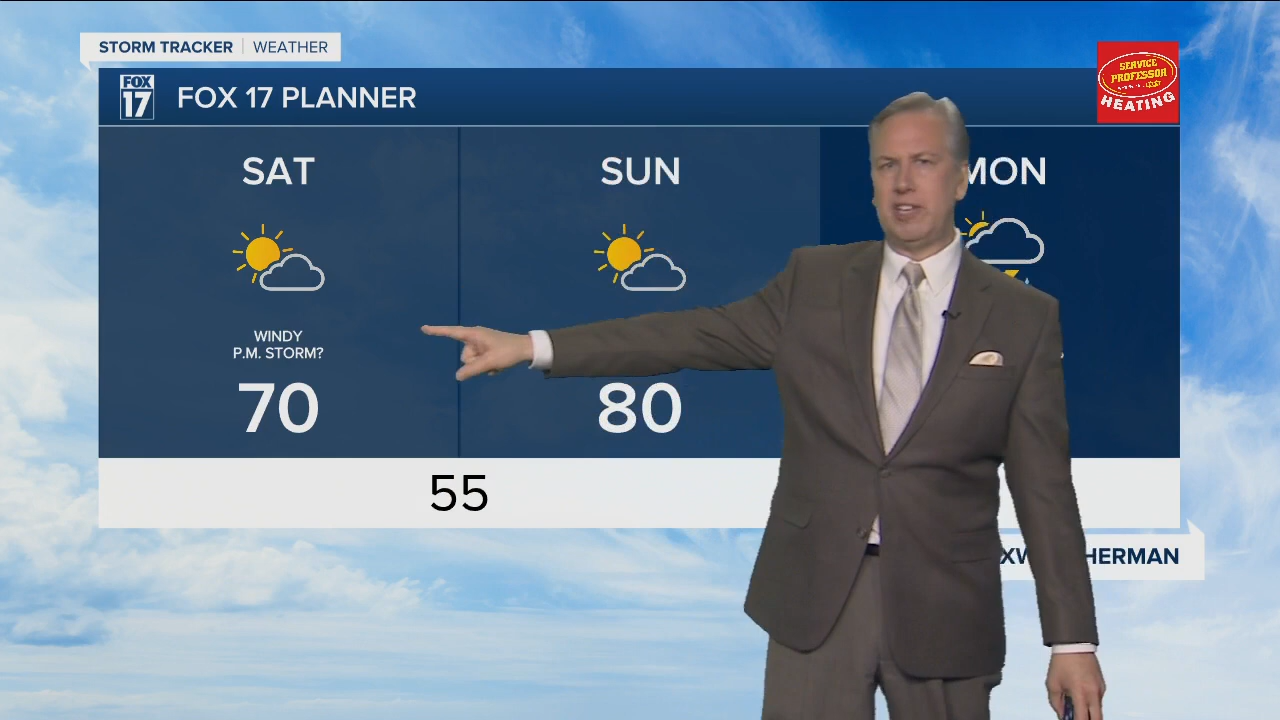 STORM TRACKER | WEATHER
FOX
17
FOX 17 PLANNER
SERVICE
PROFESSOR
HEATING
SAT
SUN
MON
WINDY
P.M. STORM?
70
80
55
HERMAN